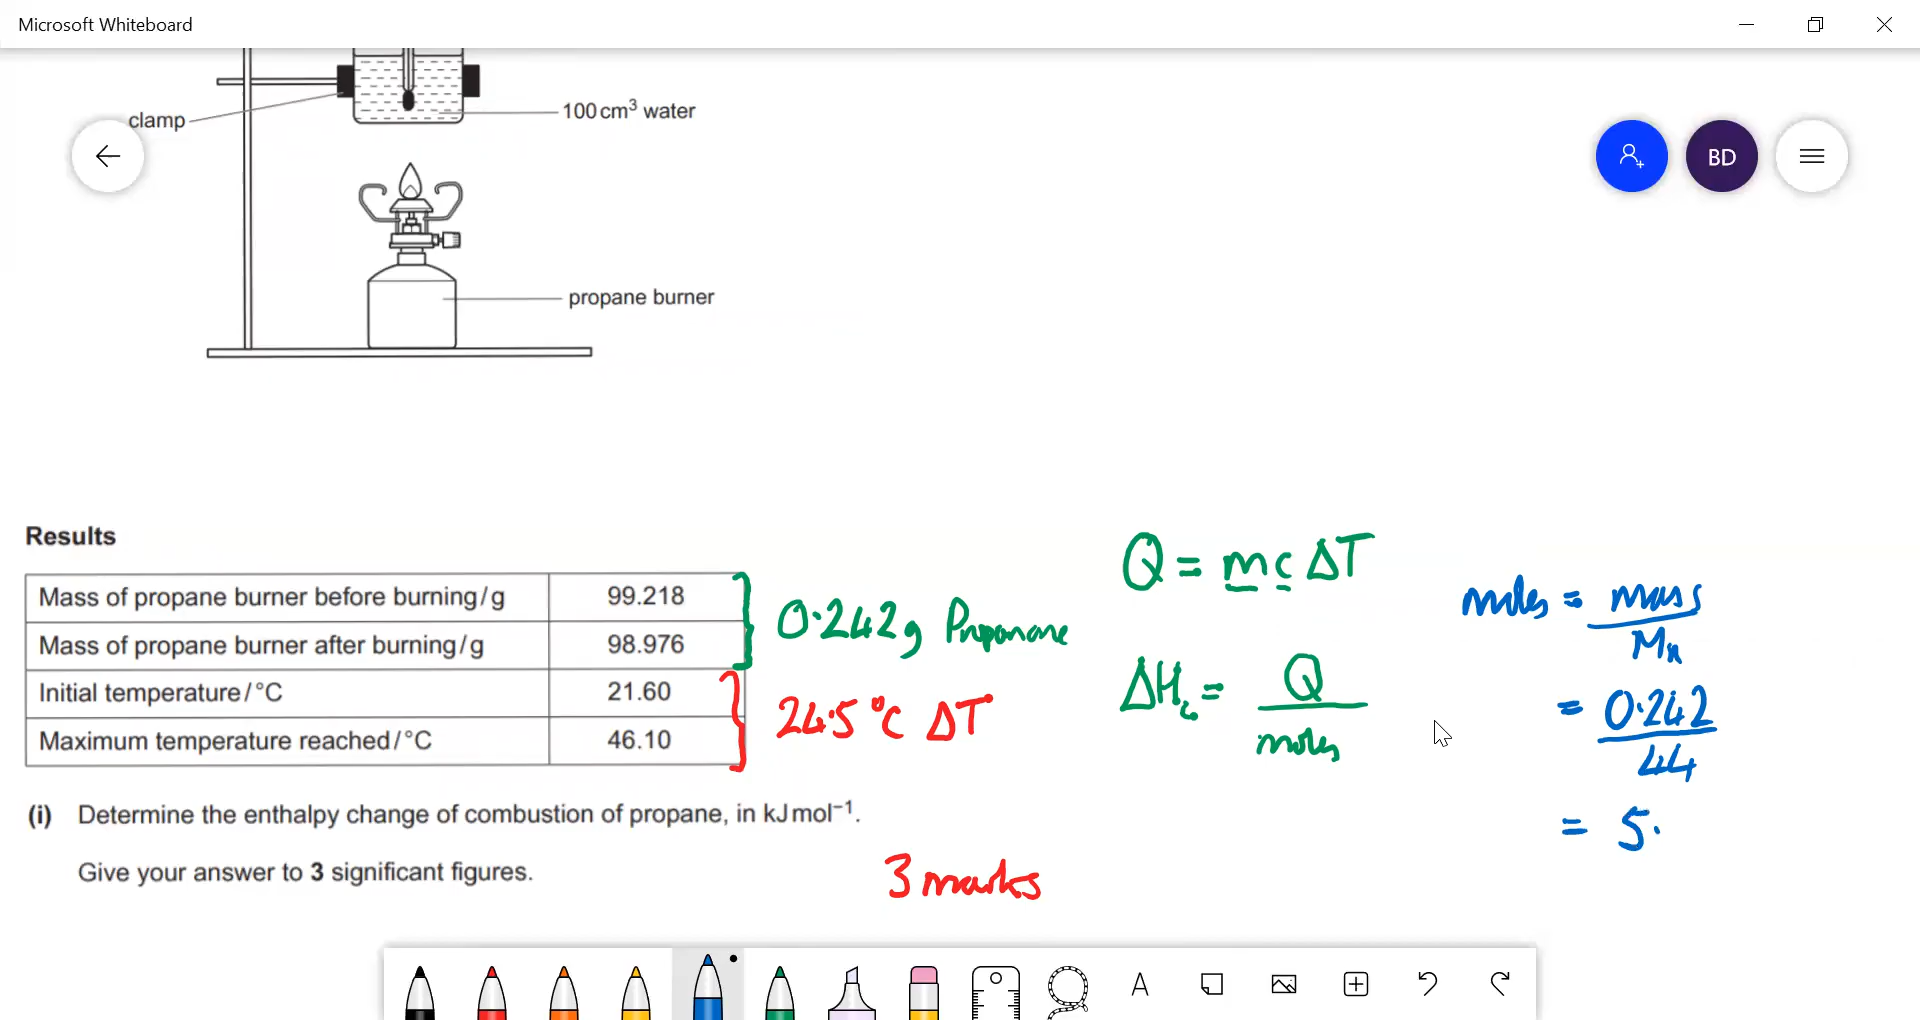 Microsoft Whiteboard
clamp
100 cm³ water
BD
propane burner
Results
Mass of propane burner before burning/g 99.218
Mass of propane burner after burning/g 98.976
Initial temperature/°C 21.60
Maximum temperature reached/°C 46.10
0.242g Propanone
24.5°C ΔT
Q = mcΔT
ΔHc = Q
moles
moles = mass
Mr
= 0.242
44
= 5.
(i) Determine the enthalpy change of combustion of propane, in kJ mol⁻¹.
Give your answer to 3 significant figures.
3 marks
A